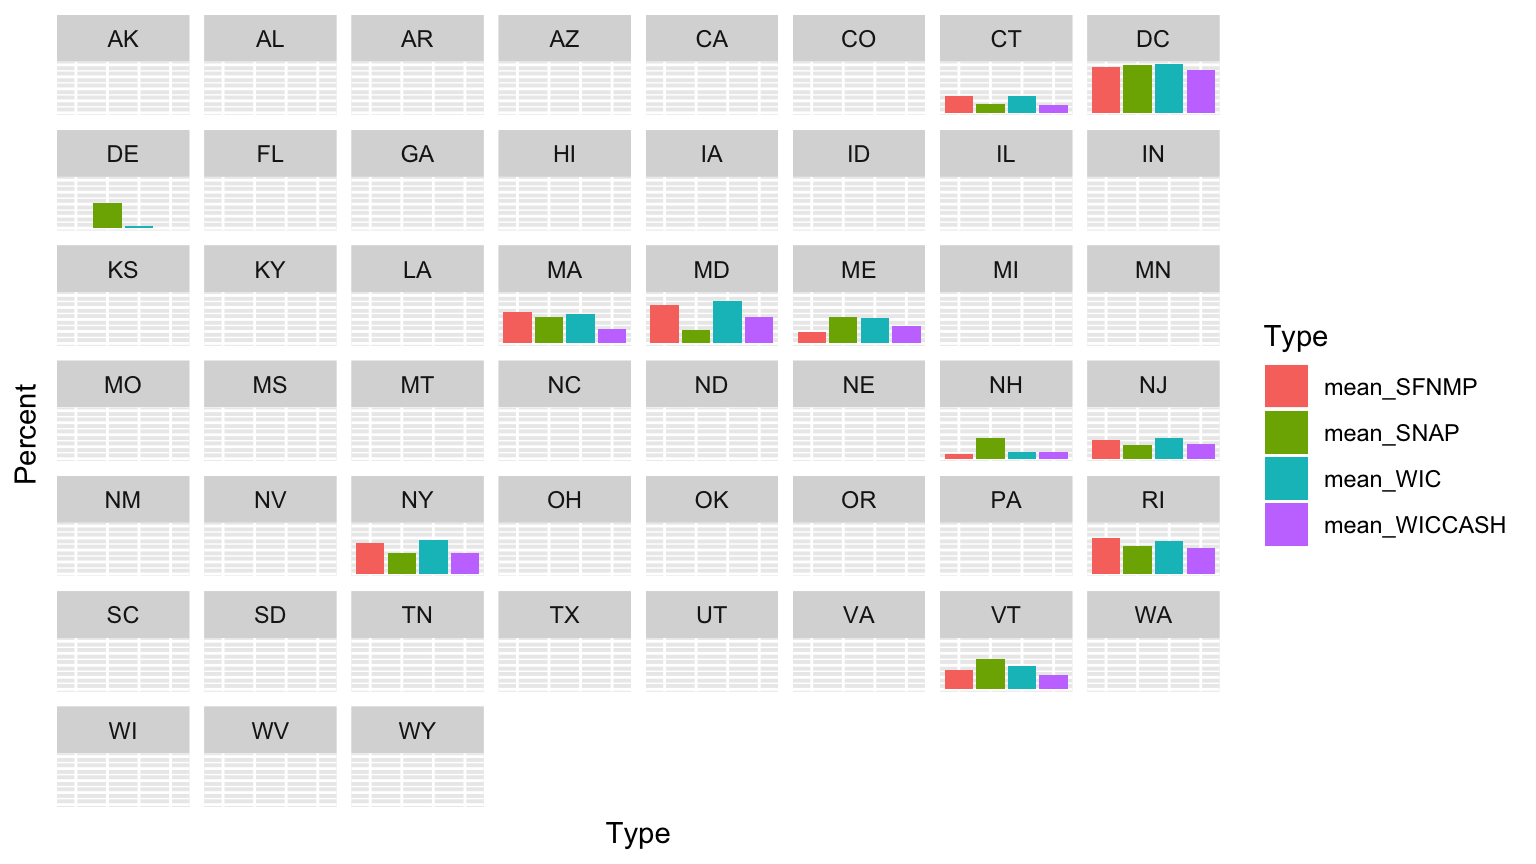 AK AL AR AZ CA CO CT DC
DE FL GA HI IA ID IL IN
KS KY LA MA MD ME MI MN
MO MS MT NC ND NE NH NJ
NM NV NY OH OK OR PA RI
SC SD TN TX UT VA VT WA
WI WV WY
Percent
Type
Type
mean_SFNMP
mean_SNAP
mean_WIC
mean_WICCASH